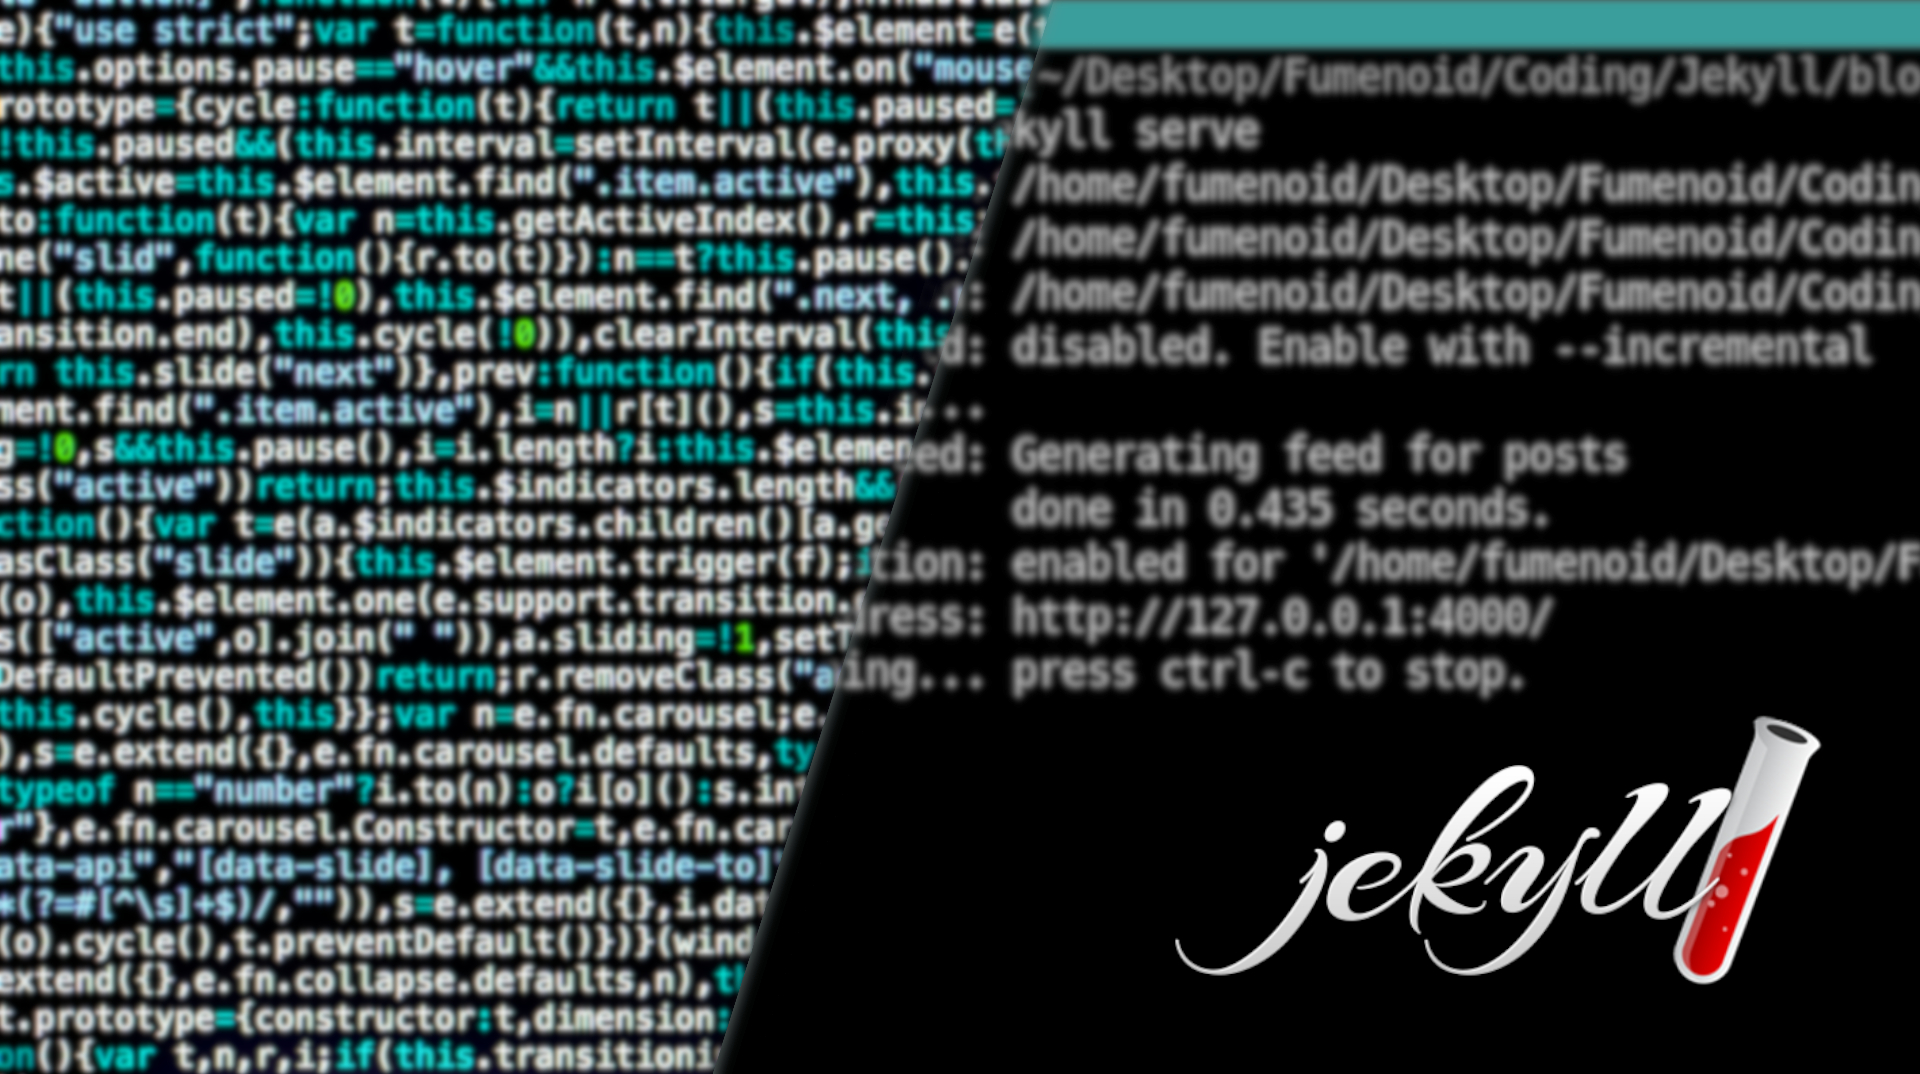 e){"use strict";var t=function(t,n){this.$element=e(
this.options.pause=="hover"&&this.$element.on("mouse
rototype={cycle:function(t){return t||(this.paused=
!this.paused&&(this.interval=setInterval(e.proxy(th
s.$active=this.$element.find(".item.active"),this.
to:function(t){var n=this.getActiveIndex(),r=this
ne("slid",function(){r.to(t)}):n==t?this.pause().
t||(this.paused=!0),this.$element.find(".next, .
ansition.end),this.cycle(!0)),clearInterval(this
rn this.slide("next")},prev:function(){if(this.
ment.find(".item.active"),i=n||r[t](),s=this.i
g=!0,s&&this.pause(),i=i.length?i:this.$elemen
ss("active"))return;this.$indicators.length&&
ction(){var t=e(a.$indicators.children()[a.ge
asClass("slide")){this.$element.trigger(f);i
(o),this.$element.one(e.support.transition.
s(["active",o].join(" ")),a.sliding=!1,setT
DefaultPrevented())return;r.removeClass("a
this.cycle(),this}};var n=e.fn.carousel;e.
),s=e.extend({},e.fn.carousel.defaults,ty
typeof n=="number"?i.to(n):o?i[o]():s.int
r"},e.fn.carousel.Constructor=t,e.fn.car
ata-api","[data-slide], [data-slide-to]"
*(?=#[^\s]+$)/,"")),s=e.extend({},i.dat
(o).cycle(),t.preventDefault()})}(wind
extend({},e.fn.collapse.defaults,n),th
t.prototype={constructor:t,dimension:
on(){var t,n,r,i;if(this.transitioni
~/Desktop/Fumenoid/Coding/Jekyll/blo
kyll serve
/home/fumenoid/Desktop/Fumenoid/Codin
: /home/fumenoid/Desktop/Fumenoid/Codin
: /home/fumenoid/Desktop/Fumenoid/Codin
d: disabled. Enable with --incremental
...
eed: Generating feed for posts
done in 0.435 seconds.
tion: enabled for '/home/fumenoid/Desktop/F
dress: http://127.0.0.1:4000/
ing... press ctrl-c to stop.
jekyll